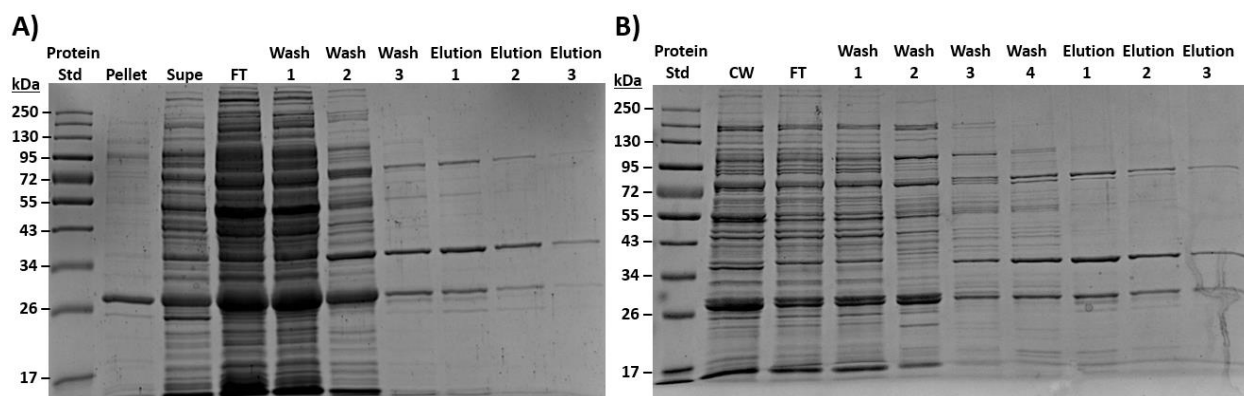 A)
Protein Wash Wash Wash Elution Elution Elution
Std Pellet Supe FT 1 2 3 1 2 3
kDa
250
130
95
72
55
43
34
26
17
B)
Protein Wash Wash Wash Wash Elution Elution Elution
Std CW FT 1 2 3 4 1 2 3
kDa
250
130
95
72
55
43
34
26
17